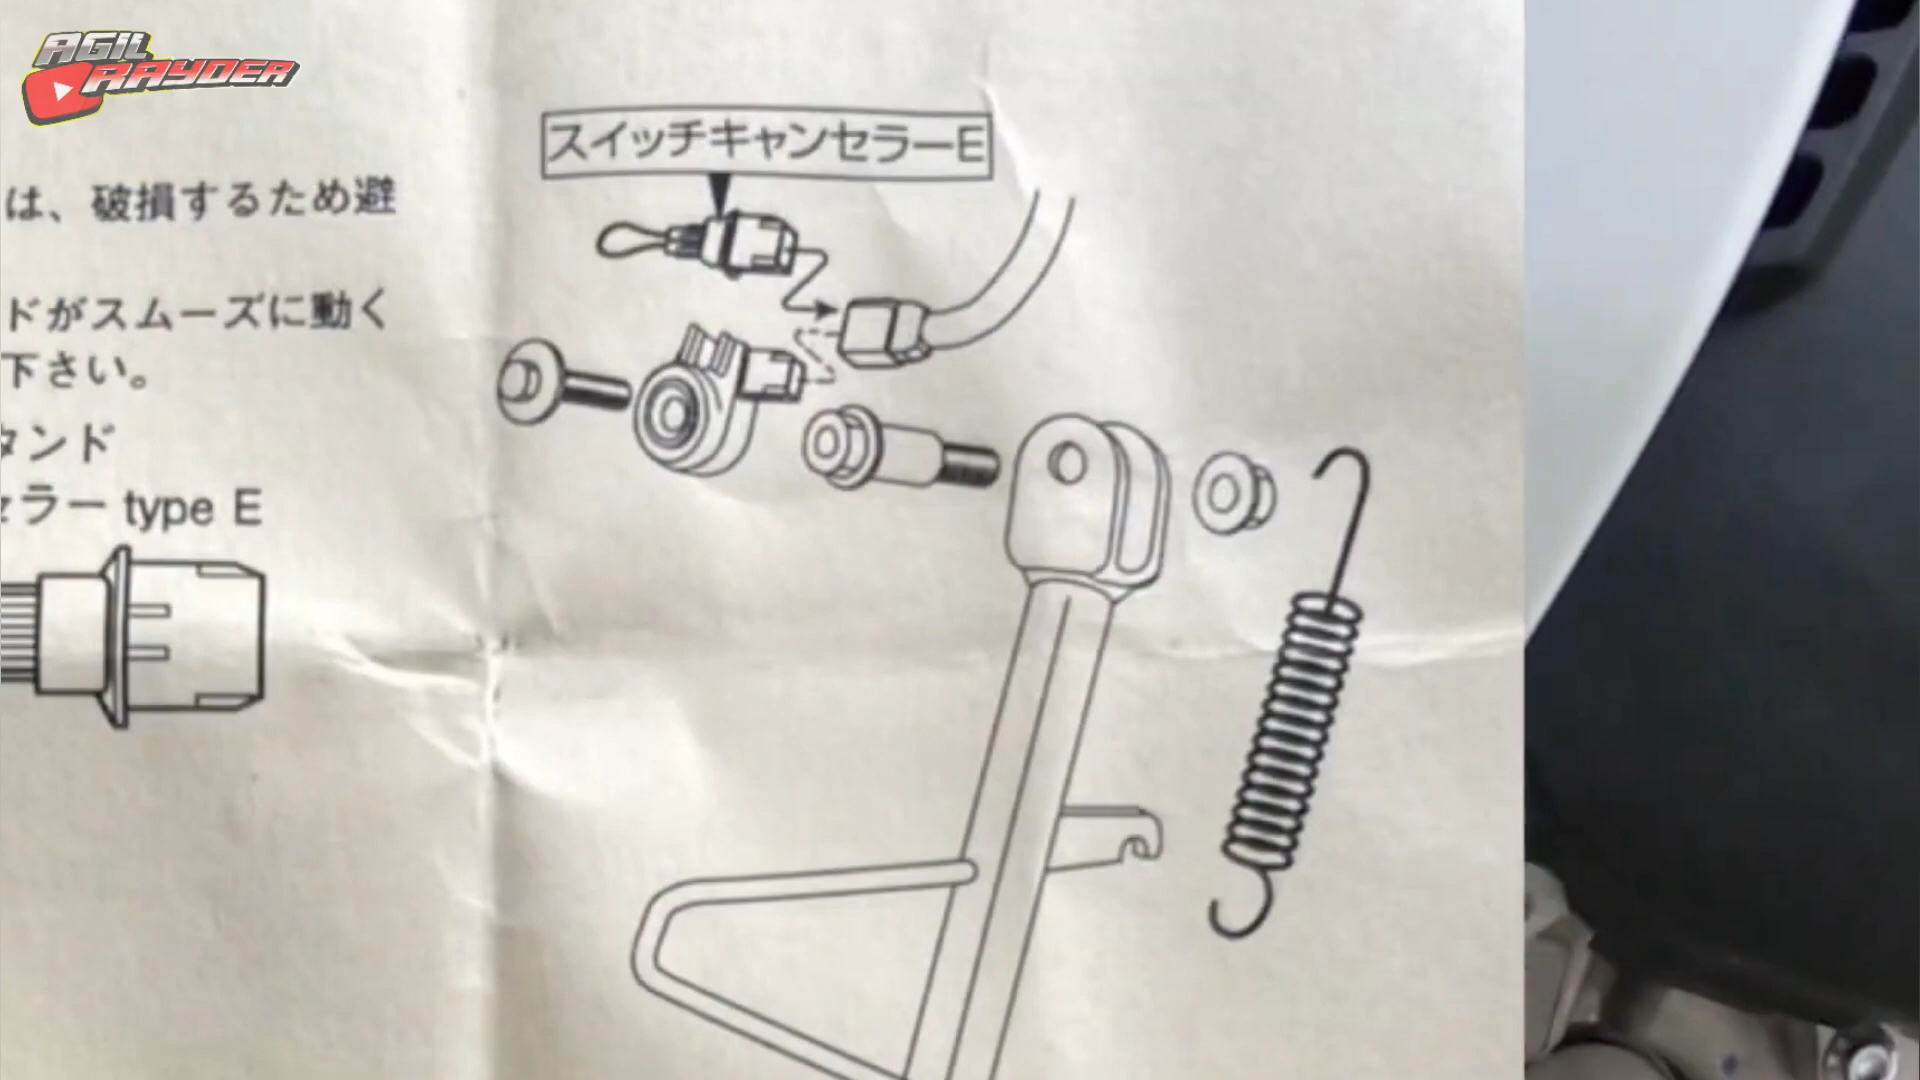 AGIL
RAYDER
スイッチキャンセラーE
は、破損するため避
ドがスムーズに動く
下さい。
タンド
セラー type E